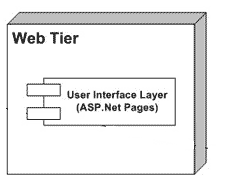 Web Tier
User Interface Layer
(ASP.Net Pages)